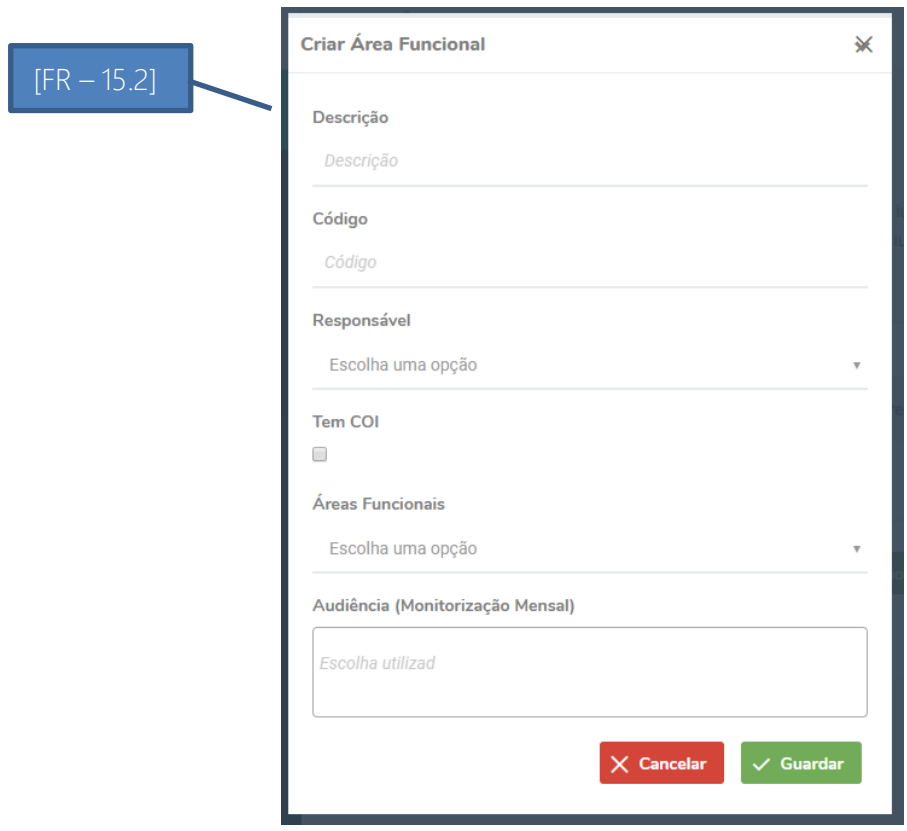 Criar Área Funcional
[FR – 15.2]
Descrição
Descrição
Código
Código
Responsável
Escolha uma opção
Tem COI
Áreas Funcionais
Escolha uma opção
Audiência (Monitorização Mensal)
Escolha utilizad
Cancelar
Guardar